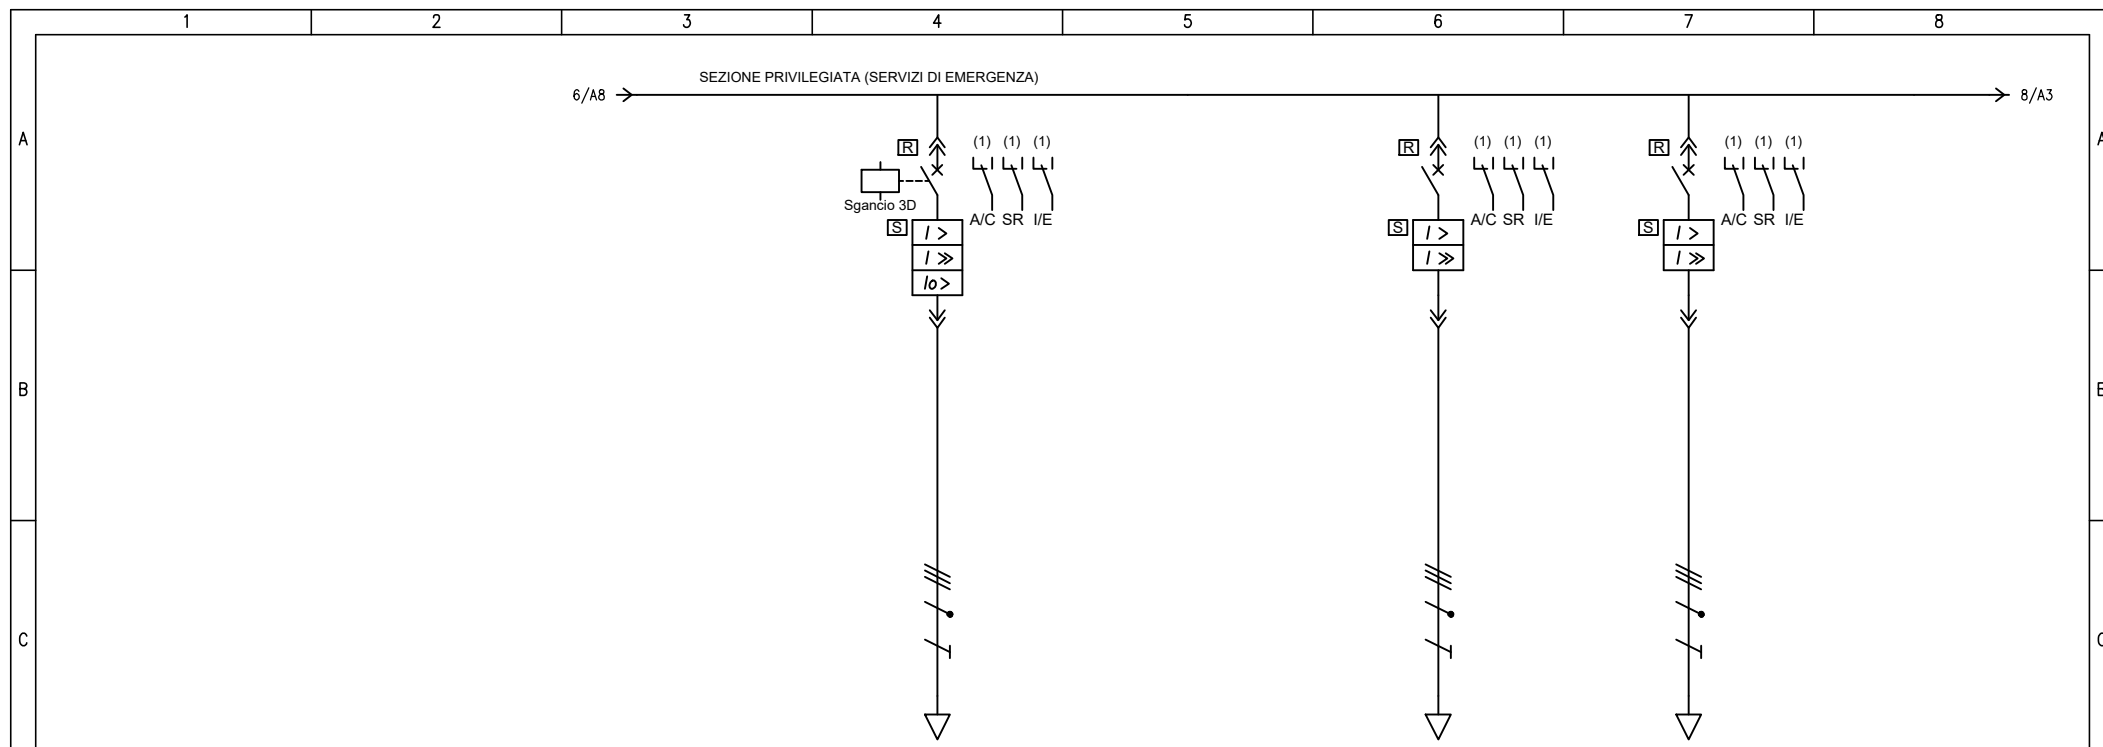 1 2 3 4 5 6 7 8
SEZIONE PRIVILEGIATA (SERVIZI DI EMERGENZA)
6/A8 8/A3
A A
R (1) (1) (1) R (1) (1) (1) R (1) (1) (1)
Sgancio 3D
A/C SR I/E A/C SR I/E A/C SR I/E
S I > S I > S I >
I >> I >> I >>
Io >
B B
C C